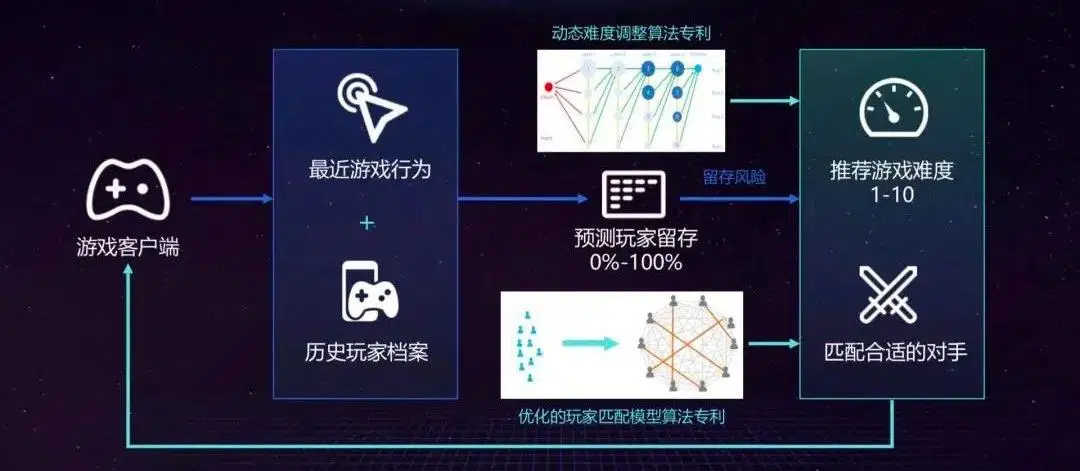 动态难度调整算法专利
游戏客户端
最近游戏行为
+
历史玩家档案
预测玩家留存
0%-100%
留存风险
推荐游戏难度
1-10
匹配合适的对手
优化的玩家匹配模型算法专利